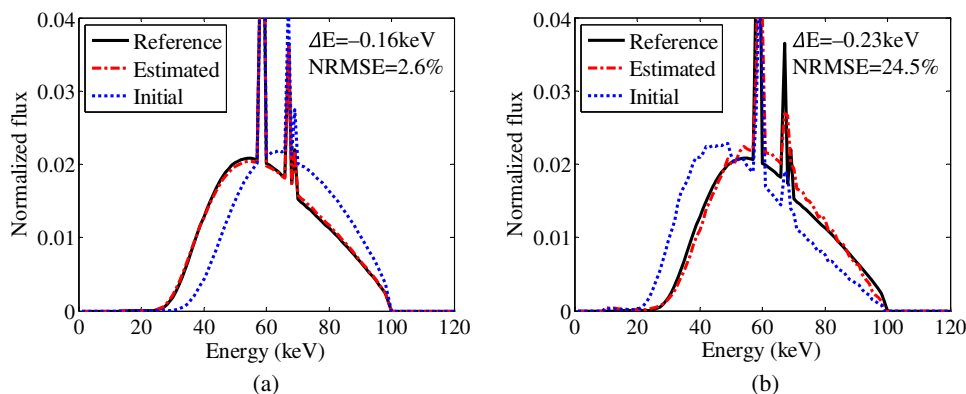 0.04
0.03
0.02
0.01
0
Normalized flux
Reference
Estimated
Initial
ΔE=–0.16keV
NRMSE=2.6%
0 20 40 60 80 100 120
Energy (keV)
(a)
0.04
0.03
0.02
0.01
0
Normalized flux
Reference
Estimated
Initial
ΔE=–0.23keV
NRMSE=24.5%
0 20 40 60 80 100 120
Energy (keV)
(b)